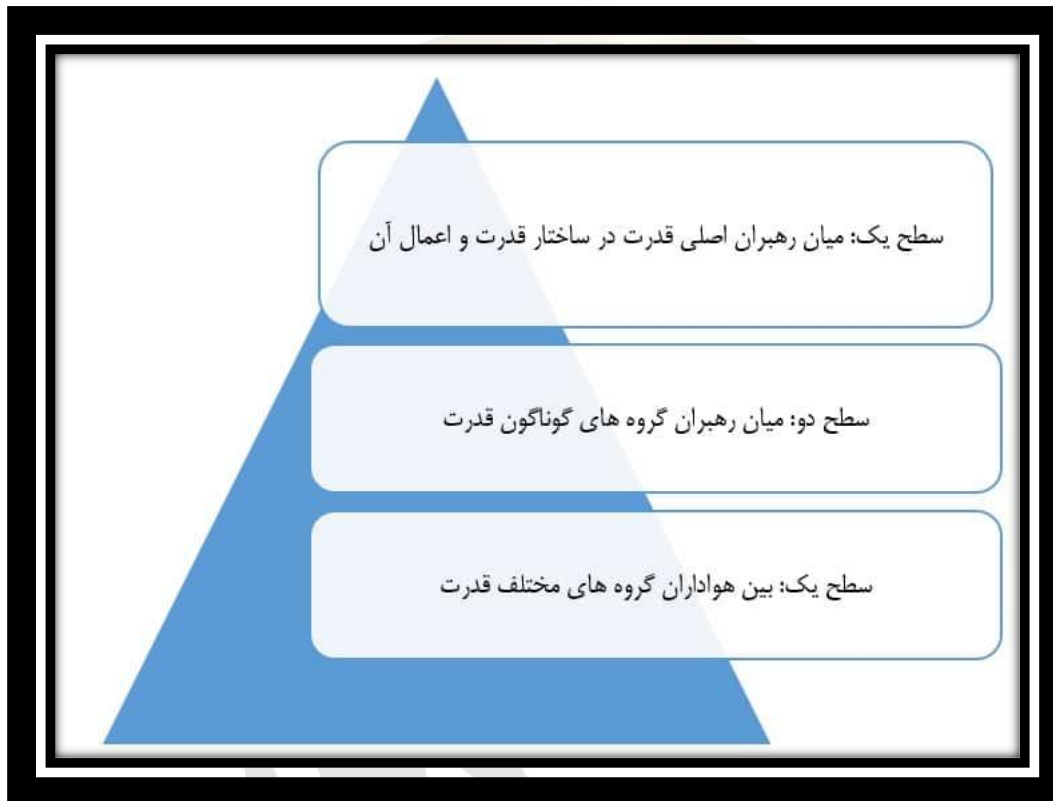 سطح یک: میان رهبران اصلی قدرت در ساختار قدرت و اعمال آن
سطح دو: میان رهبران گروه های گوناگون قدرت
سطح یک: بین هواداران گروه های مختلف قدرت